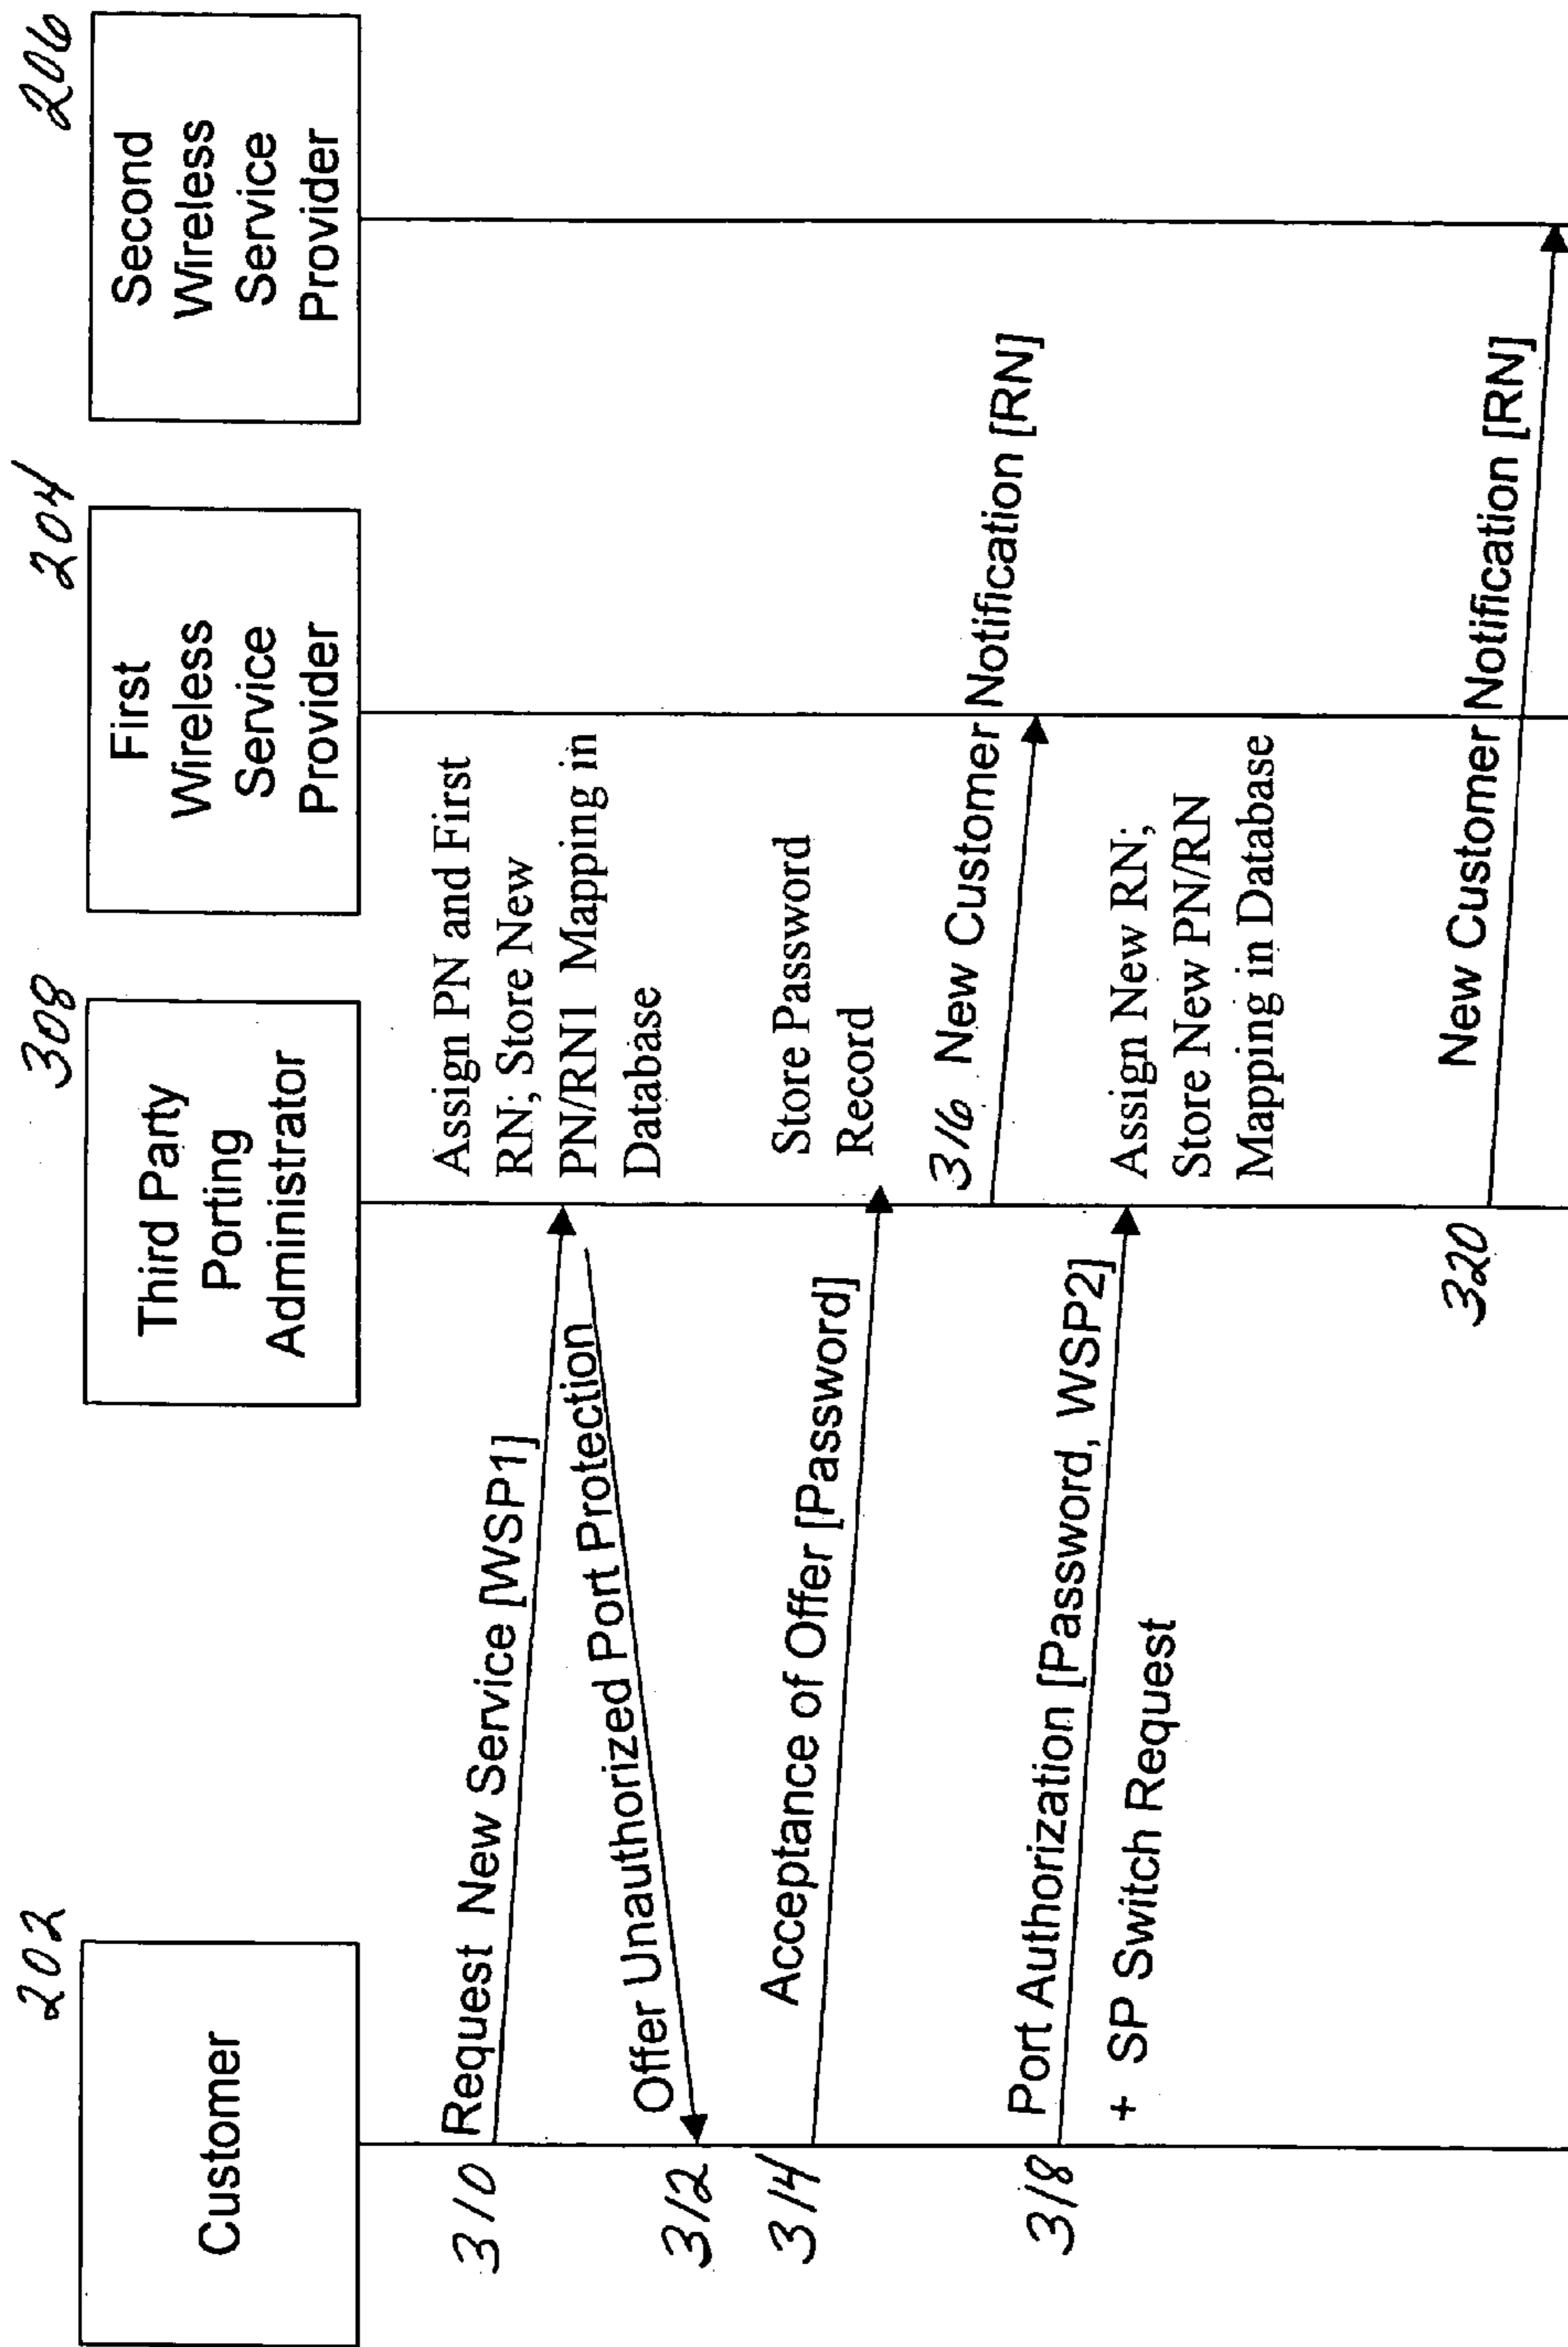 202
Customer
308
Third Party
Porting
Administrator
204
First
Wireless
Service
Provider
206
Second
Wireless
Service
Provider
310
Request New Service [WSP1]
Assign PN and First
RN; Store New
PN/RN1 Mapping in
Database
312
Offer Unauthorized Port Protection
314
Acceptance of Offer [Password]
Store Password
Record
316 New Customer Notification [RN]
318
Port Authorization [Password, WSP2]
+ SP Switch Request
Assign New RN;
Store New PN/RN
Mapping in Database
320
New Customer Notification [RN]